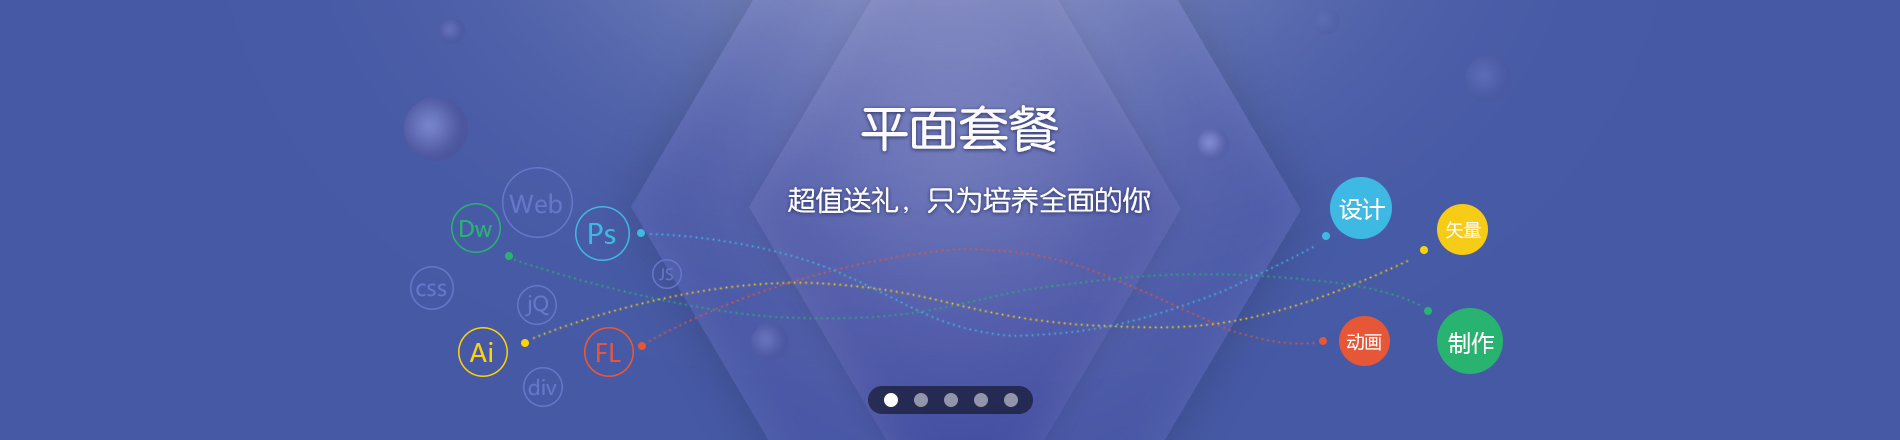 平面套餐
超值送礼，只为培养全面的你
Web
Dw
Ps
JS
css
jQ
Ai
FL
div
设计
矢量
动画
制作